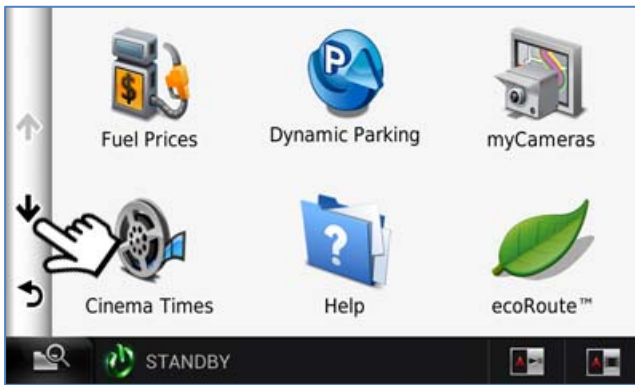 Fuel Prices
Dynamic Parking
myCameras
Cinema Times
Help
ecoRoute™
STANDBY